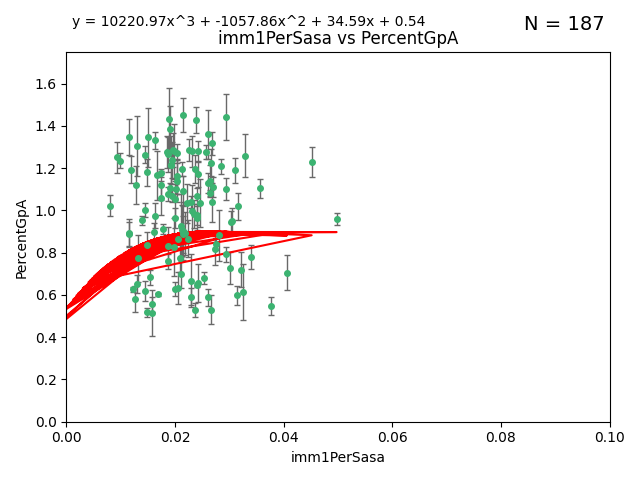 y = 10220.97x^3 + -1057.86x^2 + 34.59x + 0.54
N = 187
imm1PerSasa vs PercentGpA
1.6
1.4
1.2
1.0
0.8
0.6
0.4
0.2
0.0
PercentGpA
0.00 0.02 0.04 0.06 0.08 0.10
imm1PerSasa